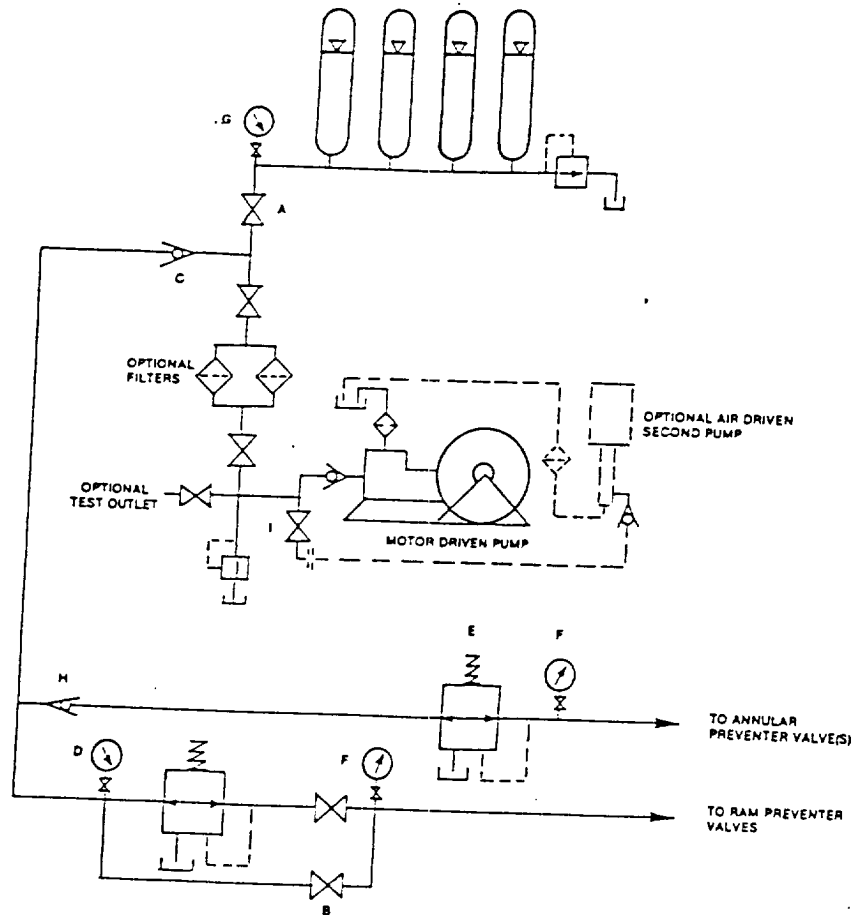 G
A
C
OPTIONAL
FILTERS
OPTIONAL AIR DRIVEN
SECOND PUMP
OPTIONAL
TEST OUTLET
I
MOTOR DRIVEN PUMP
E
F
H
TO ANNULAR
PREVENTER VALVE(S)
D
F
TO RAM PREVENTER
VALVES
B